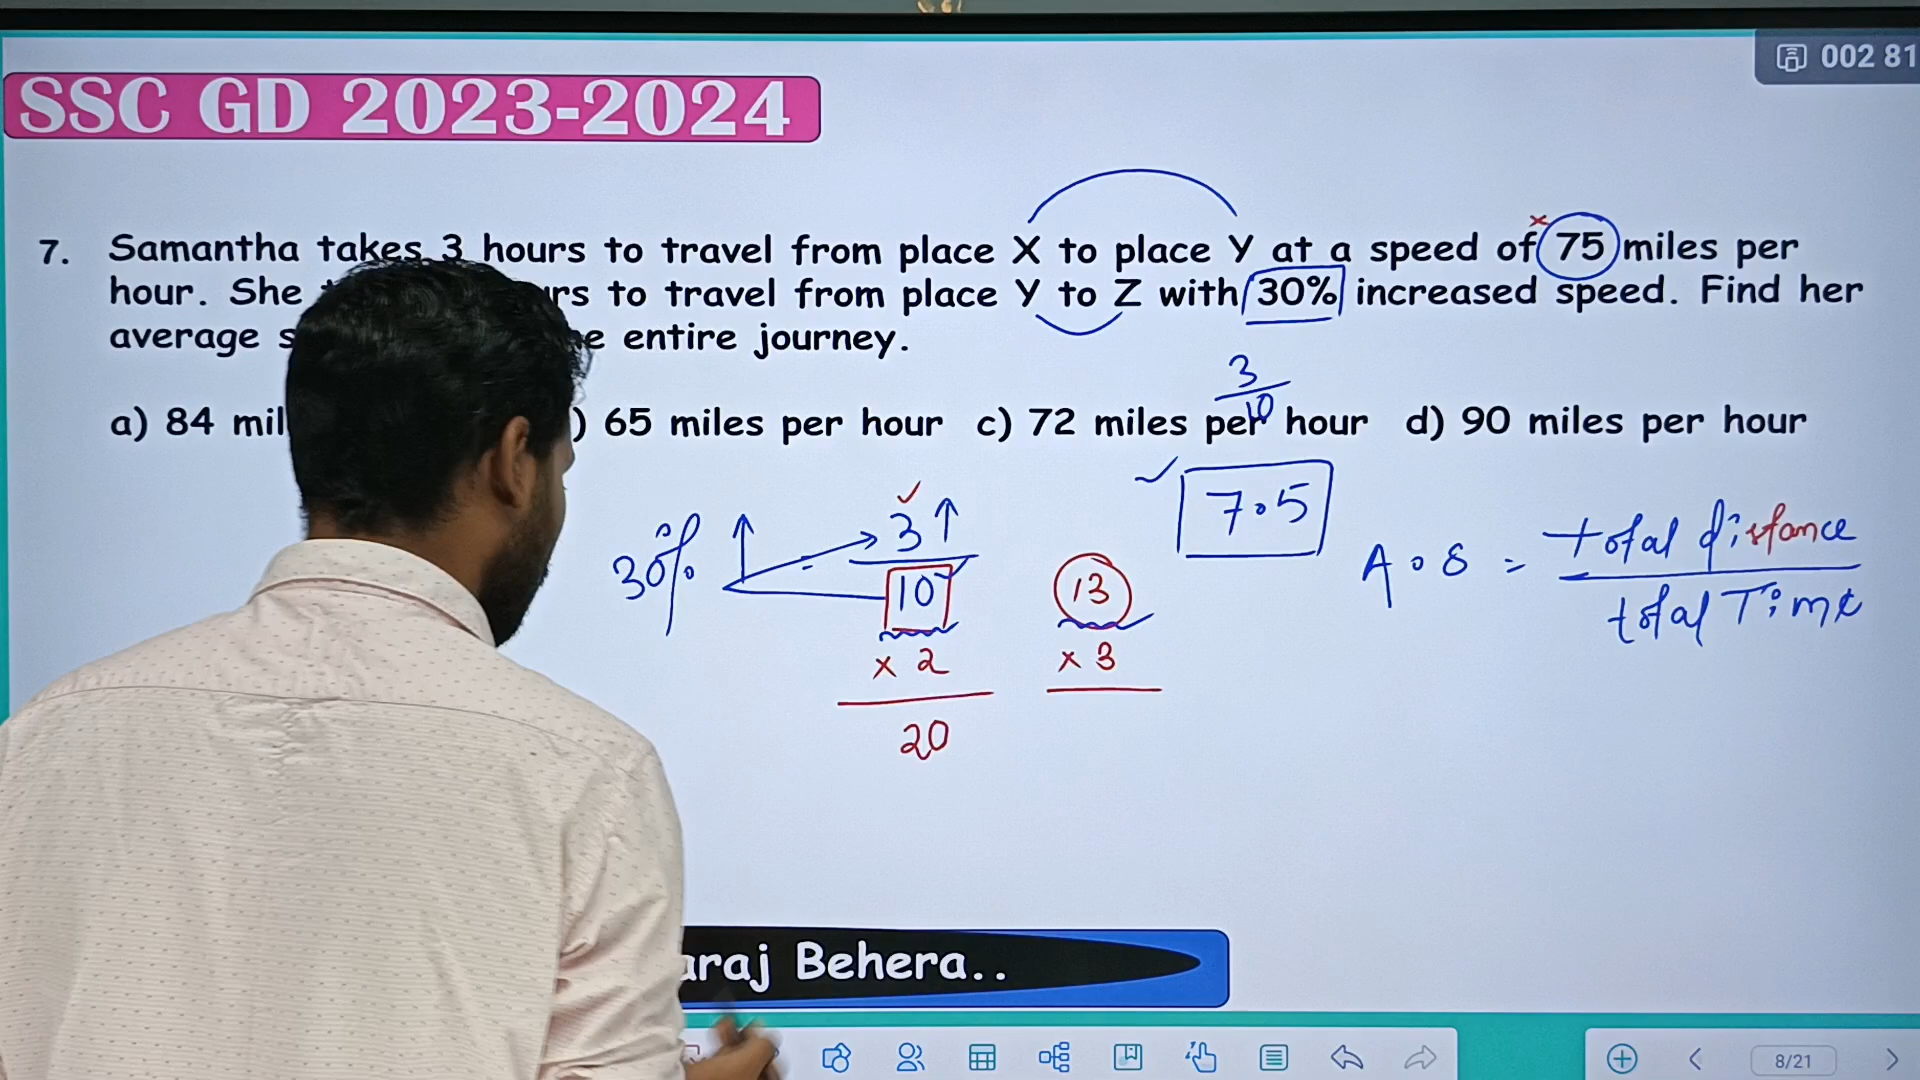 002 81
SSC GD 2023-2024
7. Samantha takes 3 hours to travel from place X to place Y at a speed of 75 miles per
hour. She urs to travel from place Y to Z with 30% increased speed. Find her
average s e entire journey.
3
10
a) 84 mil ) 65 miles per hour c) 72 miles per hour d) 90 miles per hour
30% 3
10
13
7.5
A.S = total distance
total Time
x 2 x 3
20
araj Behera..
8/21